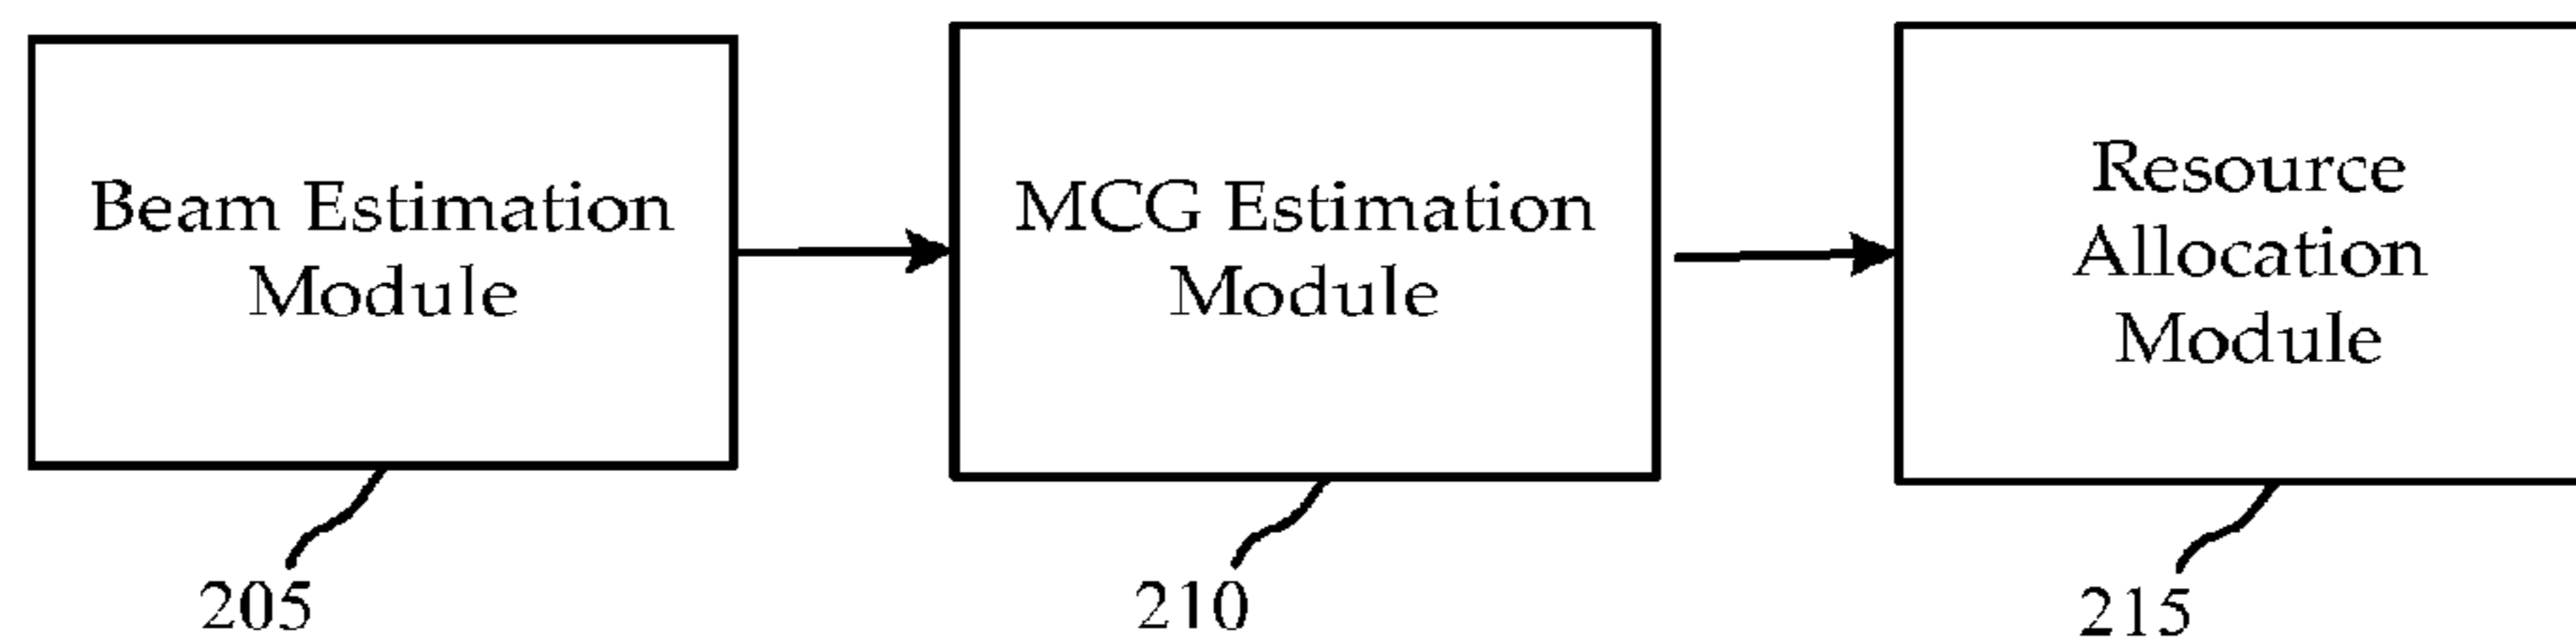 Beam Estimation
Module
MCG Estimation
Module
Resource
Allocation
Module
205
210
215